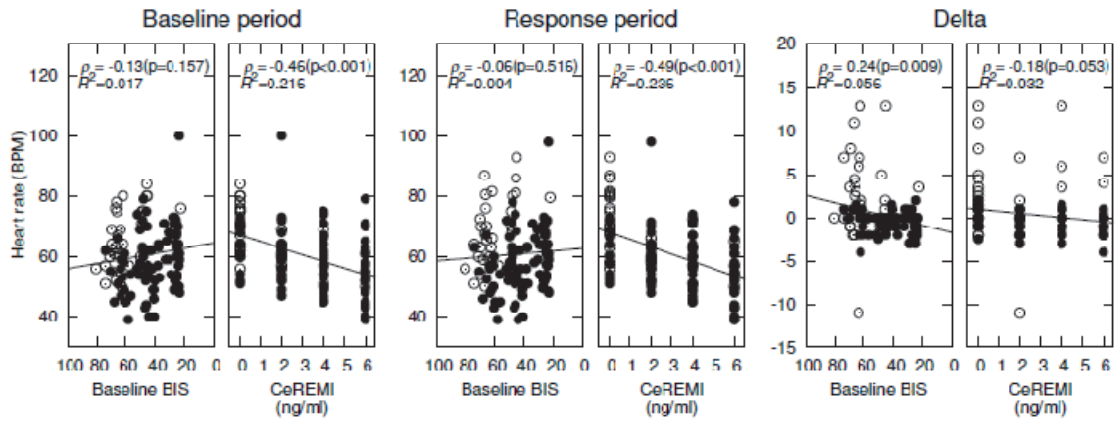 Baseline period
Response period
Delta
ρ = -0.13(p=0.157)
R²=0.017
ρ = -0.46(p<0.001)
R²=0.216
ρ = -0.06(p=0.516)
R²=0.004
ρ = -0.49(p<0.001)
R²=0.236
ρ = 0.24(p=0.009)
R²=0.056
ρ = -0.18(p=0.053)
R²=0.032
Heart rate (BPM)
120
100
80
60
40
120
100
80
60
40
20
15
10
5
0
-5
-10
-15
100 80 60 40 20 0
0 1 2 3 4 5 6
100 80 60 40 20 0
0 1 2 3 4 5 6
100 80 60 40 20 0
0 1 2 3 4 5 6
Baseline BIS
CeREMI
(ng/ml)
Baseline BIS
CeREMI
(ng/ml)
Baseline BIS
CeREMI
(ng/ml)